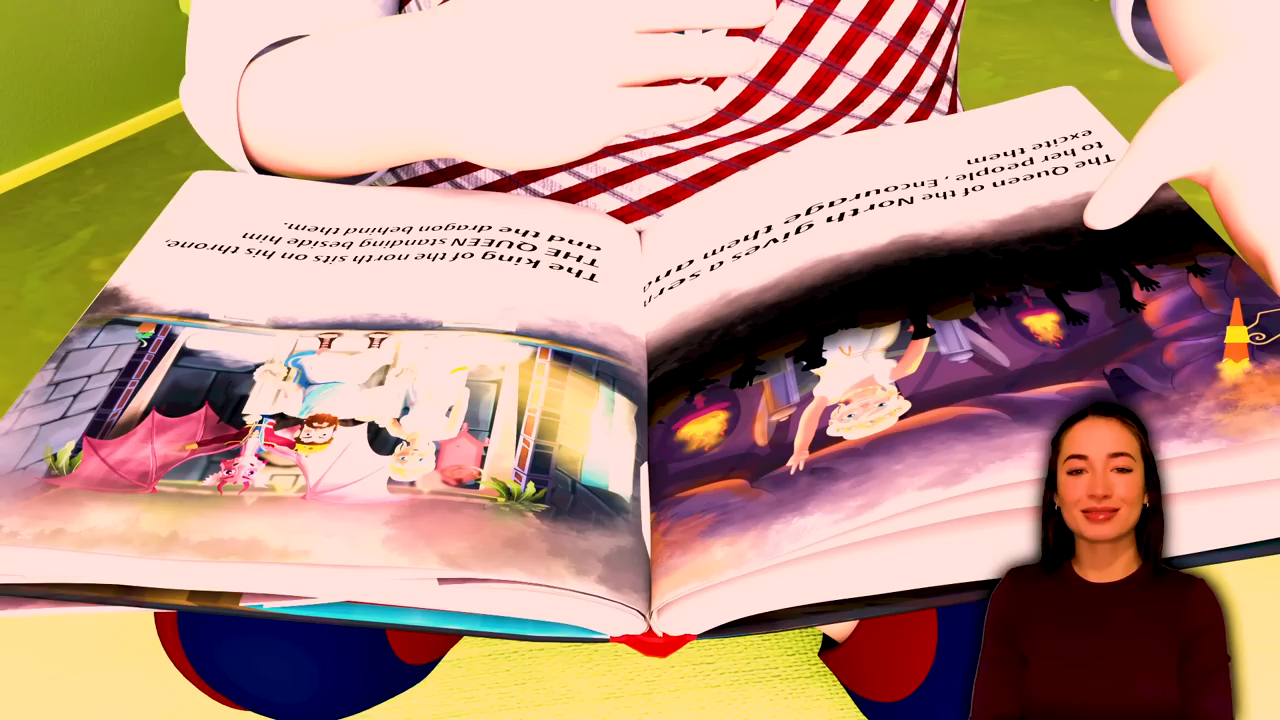 The Queen of the North gives a
to her people, Encourage them and
excite them
The king of the north sits on his throne,
THE QUEEN standing beside him
and the dragon behind them.